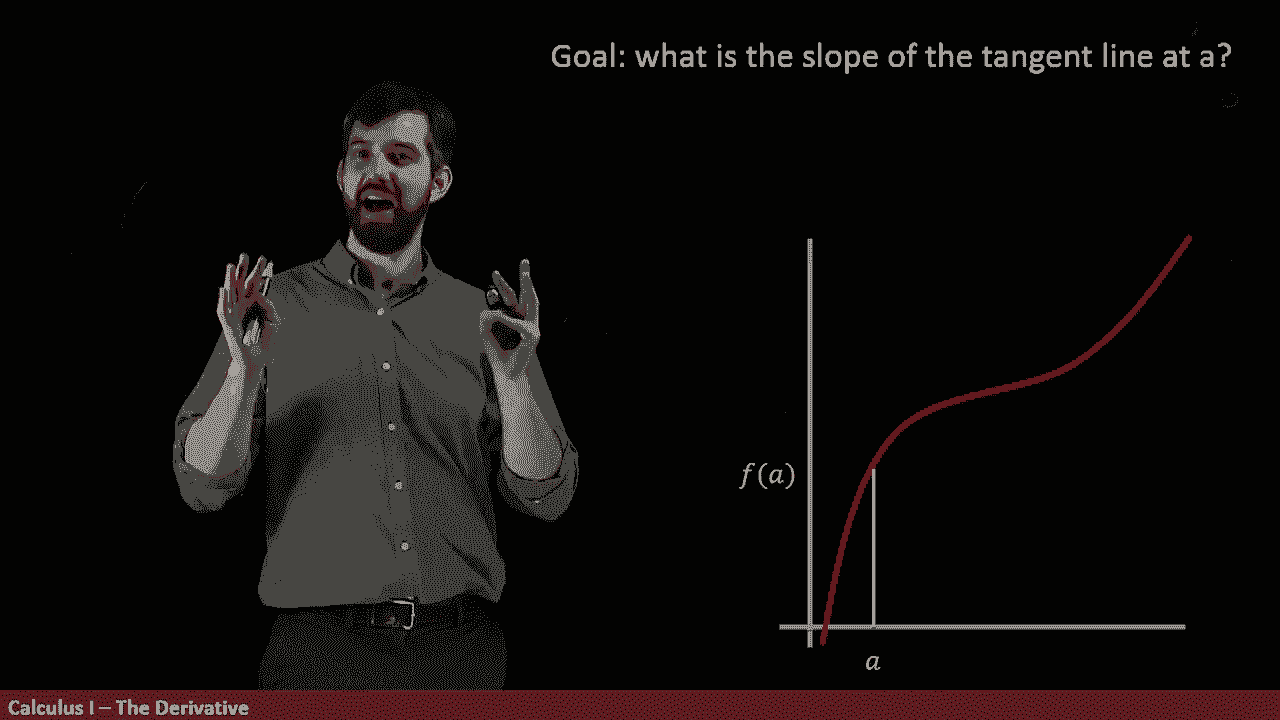 Goal: what is the slope of the tangent line at a?
f(a)
a
Calculus I – The Derivative